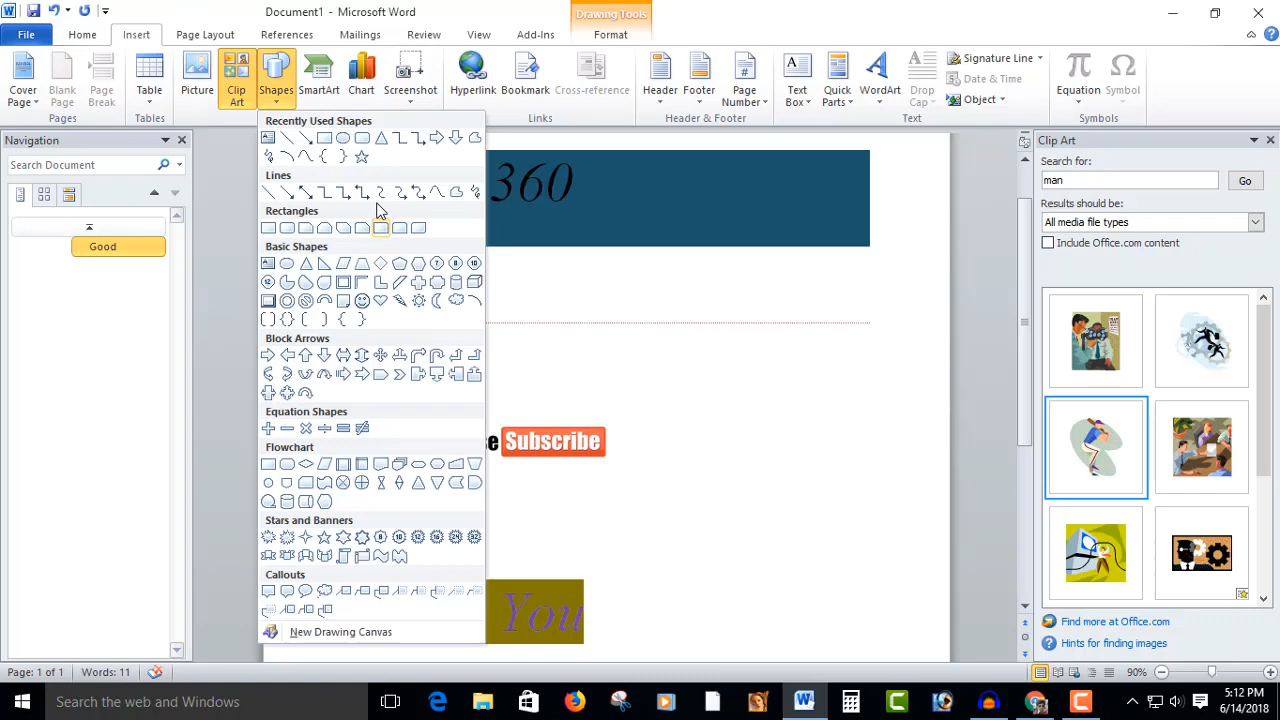 Document1 - Microsoft Word
Drawing Tools
File Home Insert Page Layout References Mailings Review View Add-Ins Format
Cover Page
Blank Page
Page Break
Table
Picture
Clip Art
Shapes
SmartArt
Chart
Screenshot
Hyperlink
Bookmark
Cross-reference
Header
Footer
Page Number
Text Box
Quick Parts
WordArt
Drop Cap
Signature Line
Date & Time
Object
Equation
Symbol
Pages Tables Links Header & Footer Text Symbols
Navigation
Search Document
Good
Recently Used Shapes
Lines
Rectangles
Basic Shapes
Block Arrows
Equation Shapes
Flowchart
Stars and Banners
Callouts
New Drawing Canvas
360
se Subscribe
You
Clip Art
Search for:
man
Go
Results should be:
All media file types
Include Office.com content
Find more at Office.com
Hints for finding images
Page: 1 of 1 Words: 11 90%
Search the web and Windows
5:12 PM
6/14/2018